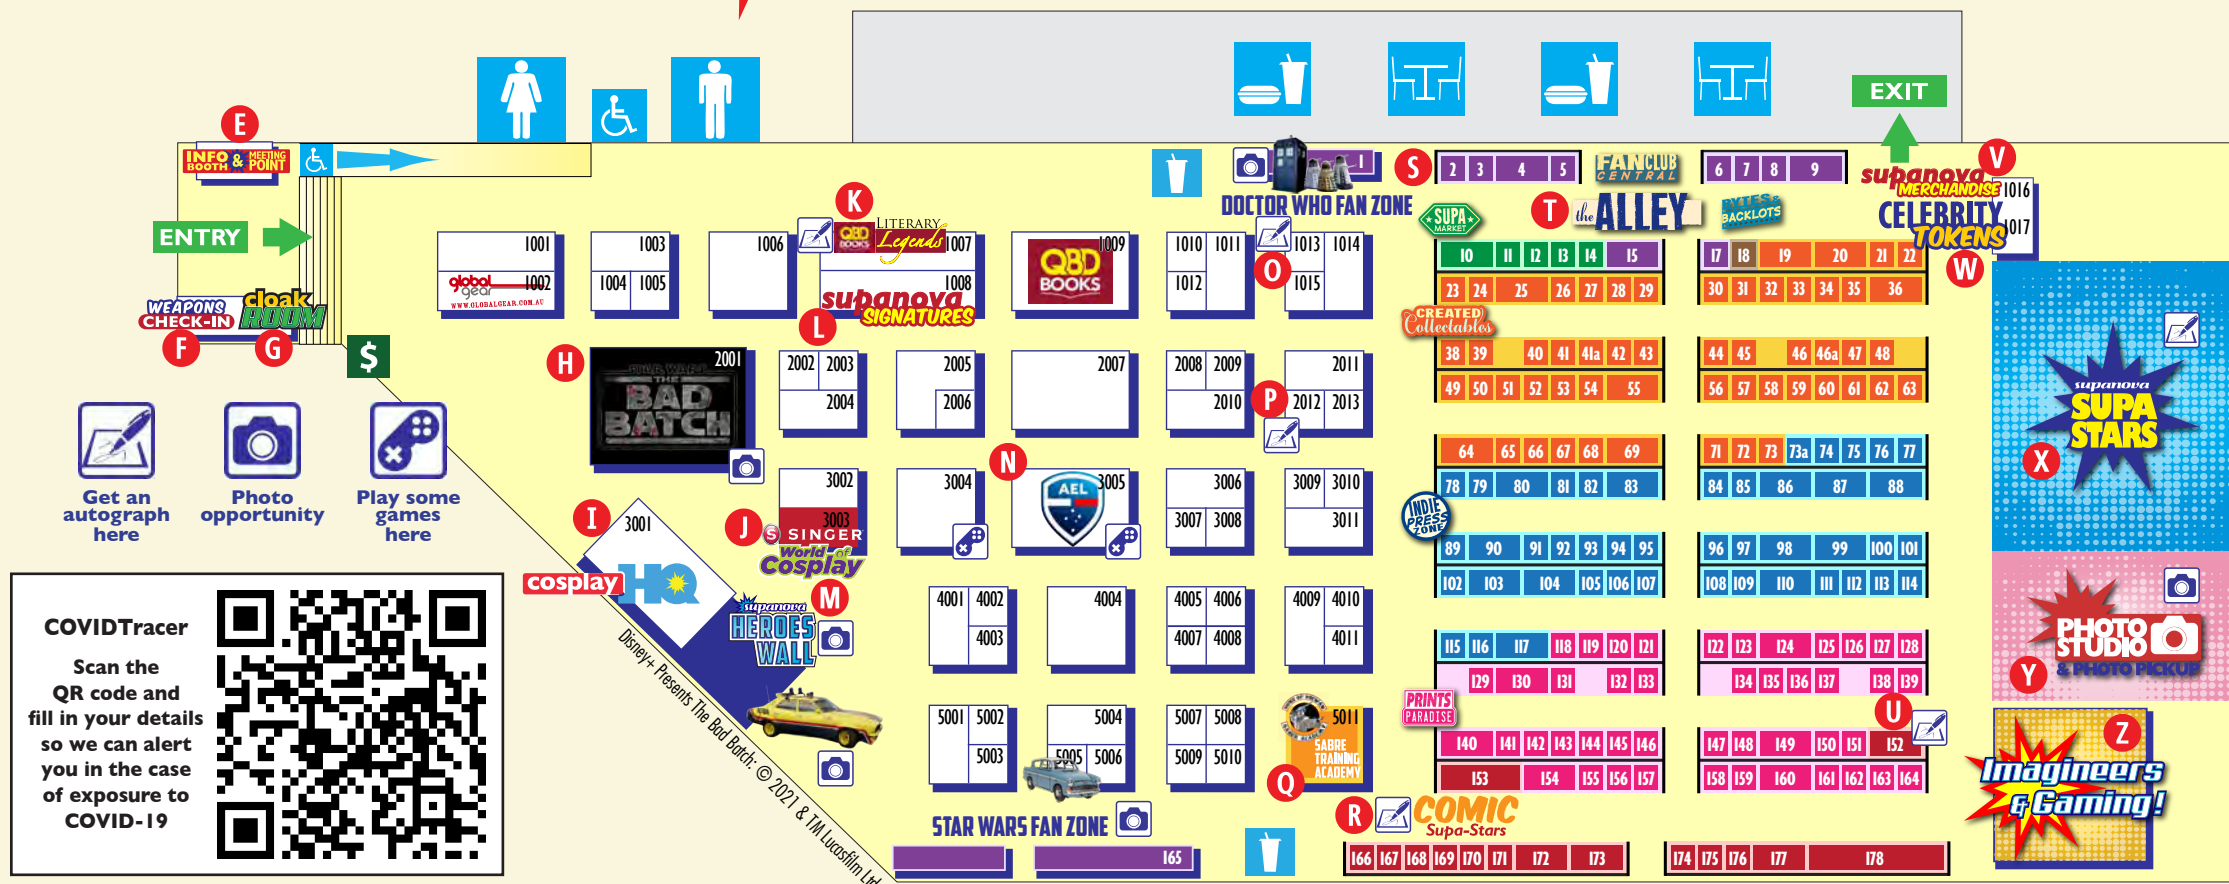 EXIT
E
INFO & MEETING
BOOTH POINT
ENTRY
WEAPONS
CHECK-IN
cloak
ROOM
F
G
$
Get an
autograph
here
Photo
opportunity
Play some
games
here
COVIDTracer
Scan the
QR code and
fill in your details
so we can alert
you in the case
of exposure to
COVID-19
1001
global
gear
1002
WWW.GLOBALGEAR.COM.AU
1003
1004 1005
1006
K
QBD
BOOKS
LITERARY
Legends
1007
1008
supanova
SIGNATURES
L
1009
QBD
BOOKS
1010 1011
1012
1013 1014
O
1015
H
2001
STAR WARS
THE
BAD
BATCH
2002 2003
2004
2005
2006
2007
2008 2009
2010
2011
P
2012 2013
I
3001
cosplay HQ
J
3002
3003
SINGER
World of
Cosplay
3004
N
AEL
3005
3006
3007 3008
3009 3010
3011
M
supanova
HEROES
WALL
4001 4002
4003
4004
4005 4006
4007 4008
4009 4010
4011
Disney+ Presents The Bad Batch: © 2021 & TM Lucasfilm Ltd
5001 5002
5003
5004
5005 5006
5007 5008
5009 5010
5011
SABRE
TRAINING
ACADEMY
Q
STAR WARS FAN ZONE
165
1
DOCTOR WHO FAN ZONE
S
2 3 4 5
FANCLUB
CENTRAL
6 7 8 9
SUPA
MARKET
T
the ALLEY
BYTES &
BACKLOTS
supanova
MERCHANDISE
V
1016
CELEBRITY
1017
TOKENS
W
10 11 12 13 14 15
17 18 19 20 21 22
23 24 25 26 27 28 29
30 31 32 33 34 35 36
CREATED
Collectables
38 39 40 41 41a 42 43
44 45 46 46a 47 48
49 50 51 52 53 54 55
56 57 58 59 60 61 62 63
64 65 66 67 68 69
71 72 73 73a 74 75 76 77
78 79 80 81 82 83
84 85 86 87 88
INDIE
PRESS
ZONE
89 90 91 92 93 94 95
96 97 98 99 100 101
102 103 104 105 106 107
108 109 110 111 112 113 114
115 116 117 118 119 120 121
122 123 124 125 126 127 128
129 130 131 132 133
134 135 136 137 138 139
PRINTS
PARADISE
U
140 141 142 143 144 145 146
147 148 149 150 151 152
153 154 155 156 157
158 159 160 161 162 163 164
R
COMIC
Supa-Stars
166 167 168 169 170 171 172 173
174 175 176 177 178
supanova
SUPA
STARS
X
PHOTO
STUDIO
& PHOTO PICKUP
Y
Z
Imagineers
& Gaming!